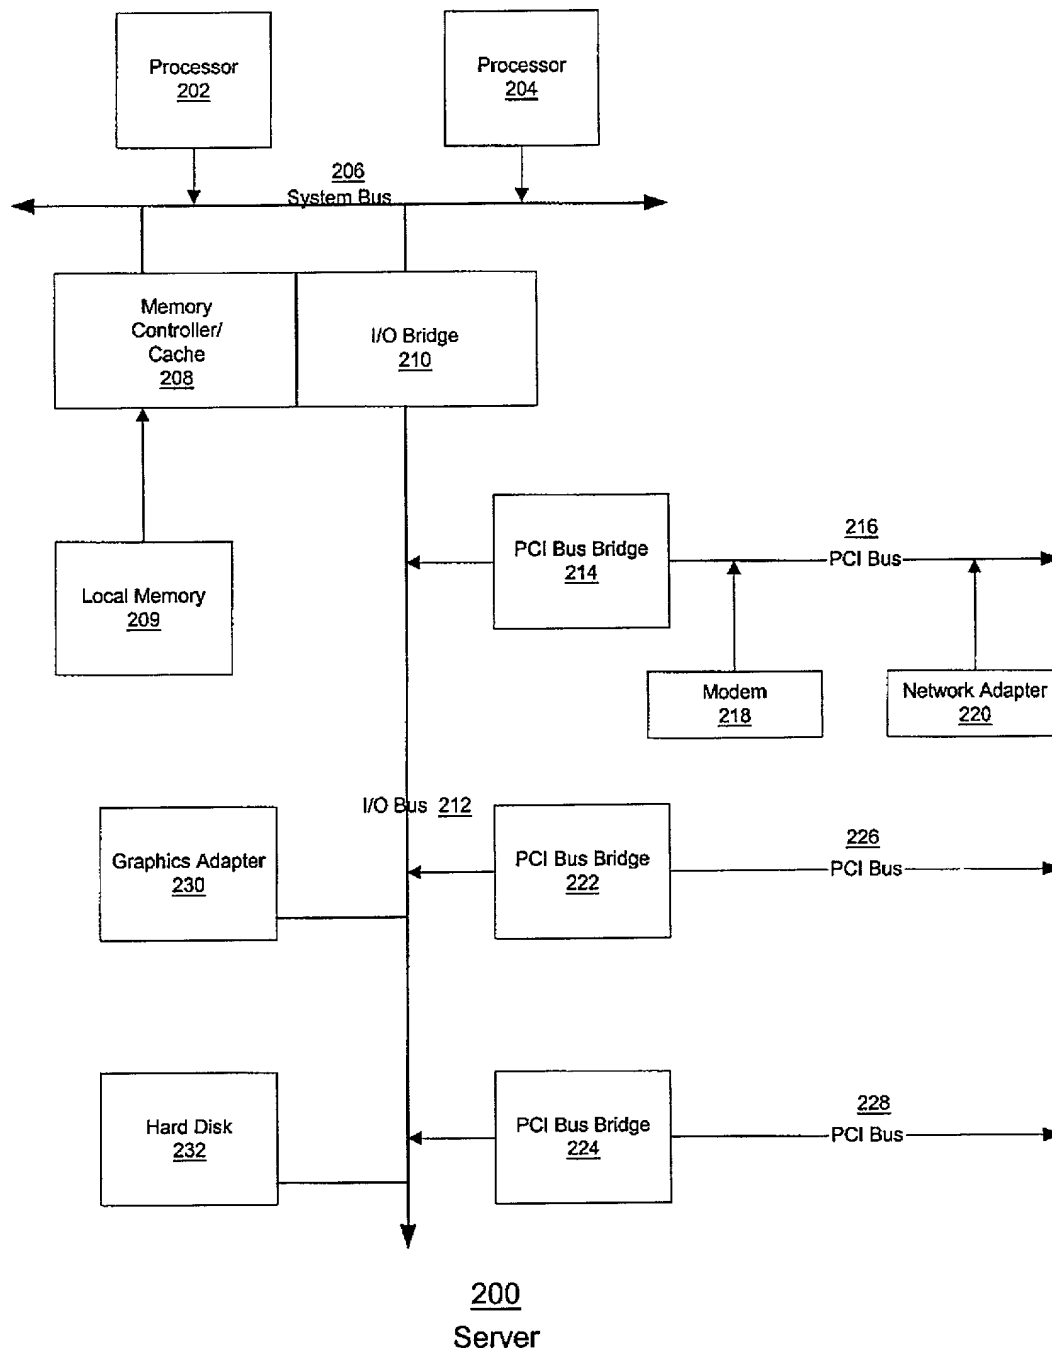 Processor
202
Processor
204
206
System Bus
Memory
Controller/
Cache
208
I/O Bridge
210
Local Memory
209
PCI Bus Bridge
214
216
PCI Bus
Modem
218
Network Adapter
220
I/O Bus 212
Graphics Adapter
230
PCI Bus Bridge
222
226
PCI Bus
Hard Disk
232
PCI Bus Bridge
224
228
PCI Bus
200
Server